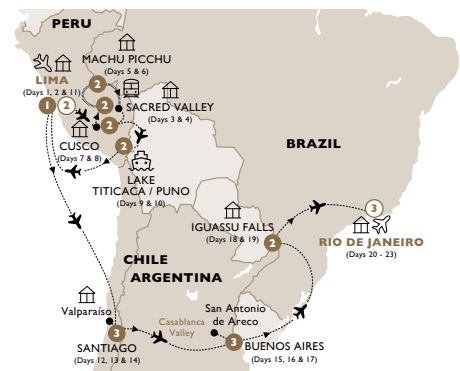 PERU
MACHU PICCHU
(Days 5 & 6)
LIMA
(Days 1, 2 & 11)
2
1
2
2
SACRED VALLEY
(Days 3 & 4)
2
CUSCO
(Days 7 & 8)
2
LAKE
TITICACA / PUNO
(Days 9 & 10)
BRAZIL
3
RIO DE JANEIRO
(Days 20 - 23)
IGUASSU FALLS
(Days 18 & 19)
2
CHILE
ARGENTINA
Valparaíso
3
SANTIAGO
(Days 12, 13 & 14)
Casablanca
Valley
San Antonio
de Areco
3
BUENOS AIRES
(Days 15, 16 & 17)